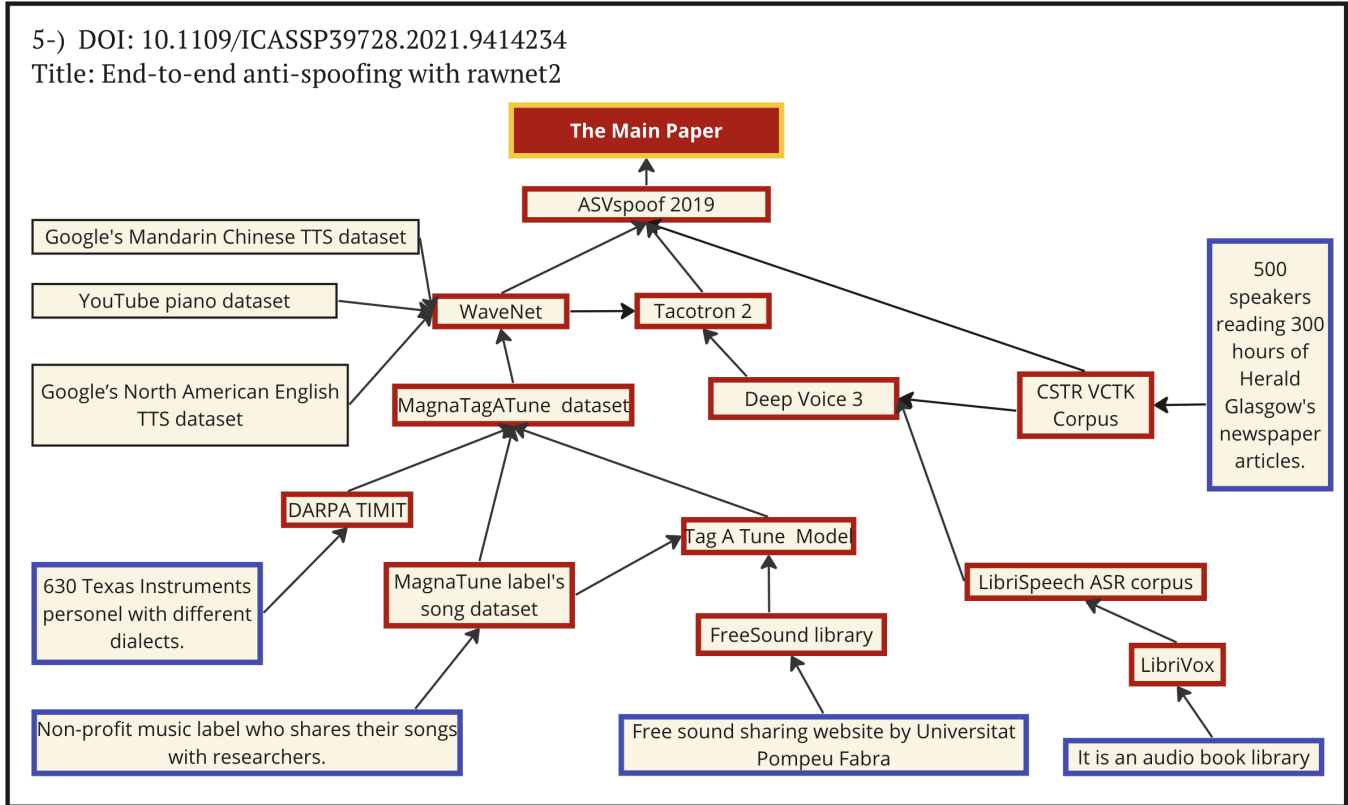 5-) DOI: 10.1109/ICASSP39728.2021.9414234
Title: End-to-end anti-spoofing with rawnet2
The Main Paper
ASVspoof 2019
Google's Mandarin Chinese TTS dataset
YouTube piano dataset
Google’s North American English
TTS dataset
WaveNet
Tacotron 2
500
speakers
reading 300
hours of
Herald
Glasgow's
newspaper
articles.
MagnaTagATune dataset
Deep Voice 3
CSTR VCTK
Corpus
DARPA TIMIT
Tag A Tune Model
630 Texas Instruments
personel with different
dialects.
MagnaTune label's
song dataset
LibriSpeech ASR corpus
FreeSound library
LibriVox
Non-profit music label who shares their songs
with researchers.
Free sound sharing website by Universitat
Pompeu Fabra
It is an audio book library